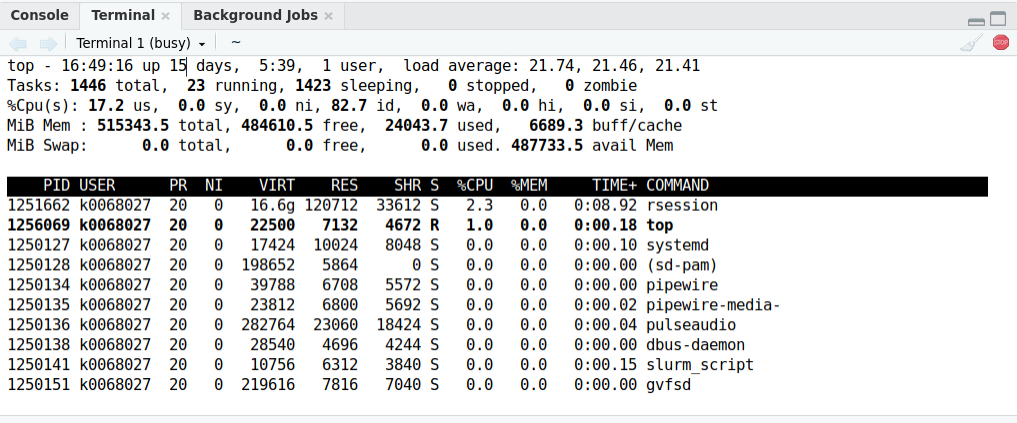 Console Terminal × Background Jobs ×
Terminal 1 (busy) ~ STOP
top - 16:49:16 up 15 days,  5:39,  1 user,  load average: 21.74, 21.46, 21.41
Tasks: 1446 total,  23 running, 1423 sleeping,   0 stopped,   0 zombie
%Cpu(s): 17.2 us,  0.0 sy,  0.0 ni, 82.7 id,  0.0 wa,  0.0 hi,  0.0 si,  0.0 st
MiB Mem : 515343.5 total, 484610.5 free,  24043.7 used,   6689.3 buff/cache
MiB Swap:      0.0 total,      0.0 free,      0.0 used. 487733.5 avail Mem
    PID USER      PR  NI    VIRT    RES    SHR S  %CPU  %MEM     TIME+ COMMAND
1251662 k0068027  20   0   16.6g 120712  33612 S   2.3   0.0   0:08.92 rsession
1256069 k0068027  20   0   22500   7132   4672 R   1.0   0.0   0:00.18 top
1250127 k0068027  20   0   17424  10024   8048 S   0.0   0.0   0:00.10 systemd
1250128 k0068027  20   0  198652   5864      0 S   0.0   0.0   0:00.00 (sd-pam)
1250134 k0068027  20   0   39788   6708   5572 S   0.0   0.0   0:00.00 pipewire
1250135 k0068027  20   0   23812   6800   5692 S   0.0   0.0   0:00.02 pipewire-media-
1250136 k0068027  20   0  282764  23060  18424 S   0.0   0.0   0:00.04 pulseaudio
1250138 k0068027  20   0   28540   4696   4244 S   0.0   0.0   0:00.00 dbus-daemon
1250141 k0068027  20   0   10756   6312   3840 S   0.0   0.0   0:00.15 slurm_script
1250151 k0068027  20   0  219616   7816   7040 S   0.0   0.0   0:00.00 gvfsd